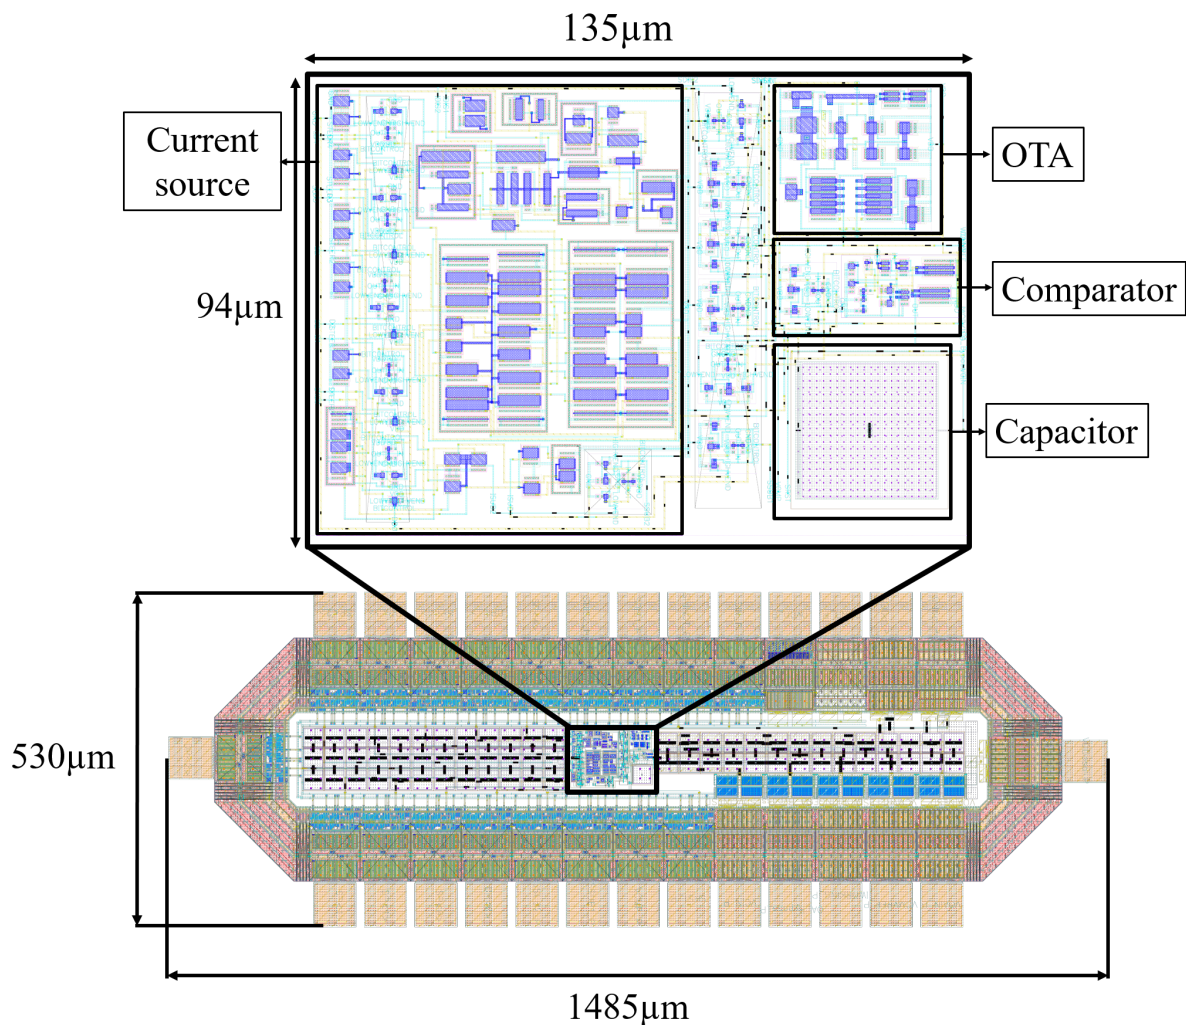 135µm
Current
source
OTA
94µm
Comparator
Capacitor
530µm
1485µm